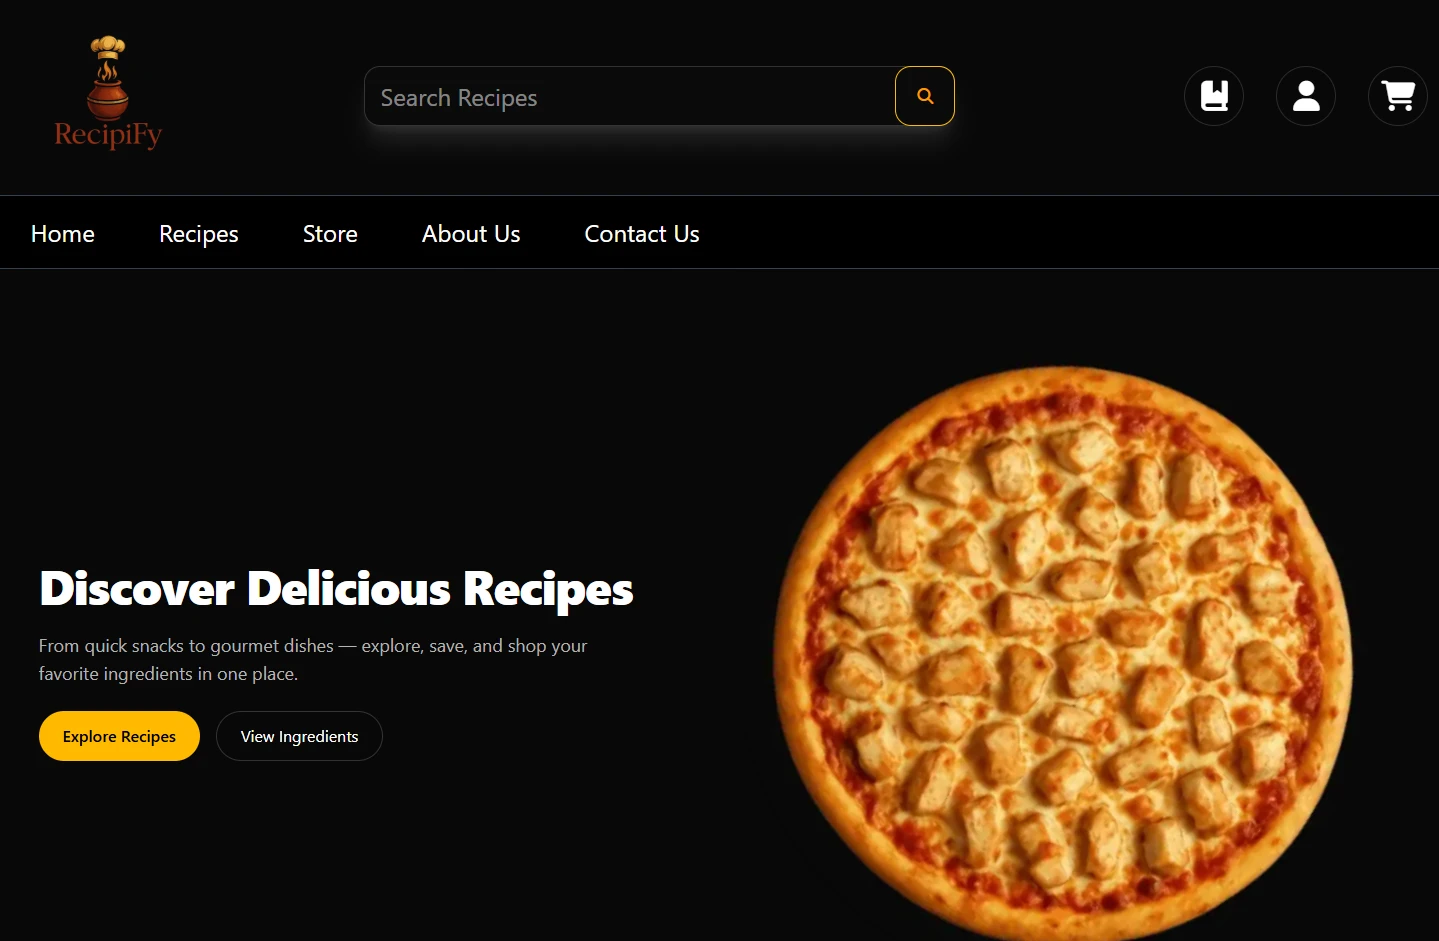 RecipiFy
Search Recipes
Home
Recipes
Store
About Us
Contact Us
Discover Delicious Recipes
From quick snacks to gourmet dishes — explore, save, and shop your
favorite ingredients in one place.
Explore Recipes
View Ingredients